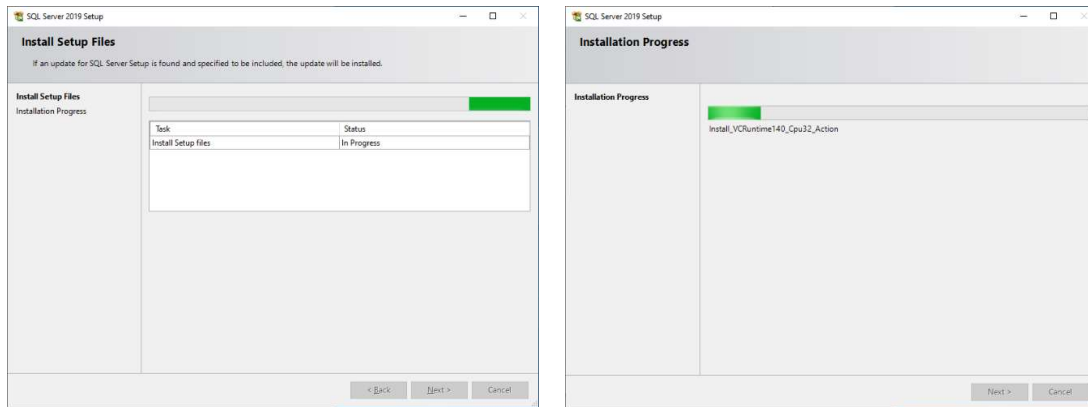 SQL Server 2019 Setup
Install Setup Files
If an update for SQL Server Setup is found and specified to be included, the update will be installed.
Install Setup Files
Installation Progress
Task Status
Install Setup files In Progress
< Back Next > Cancel
SQL Server 2019 Setup
Installation Progress
Installation Progress
Install_VCRuntime140_Cpu32_Action
Next > Cancel